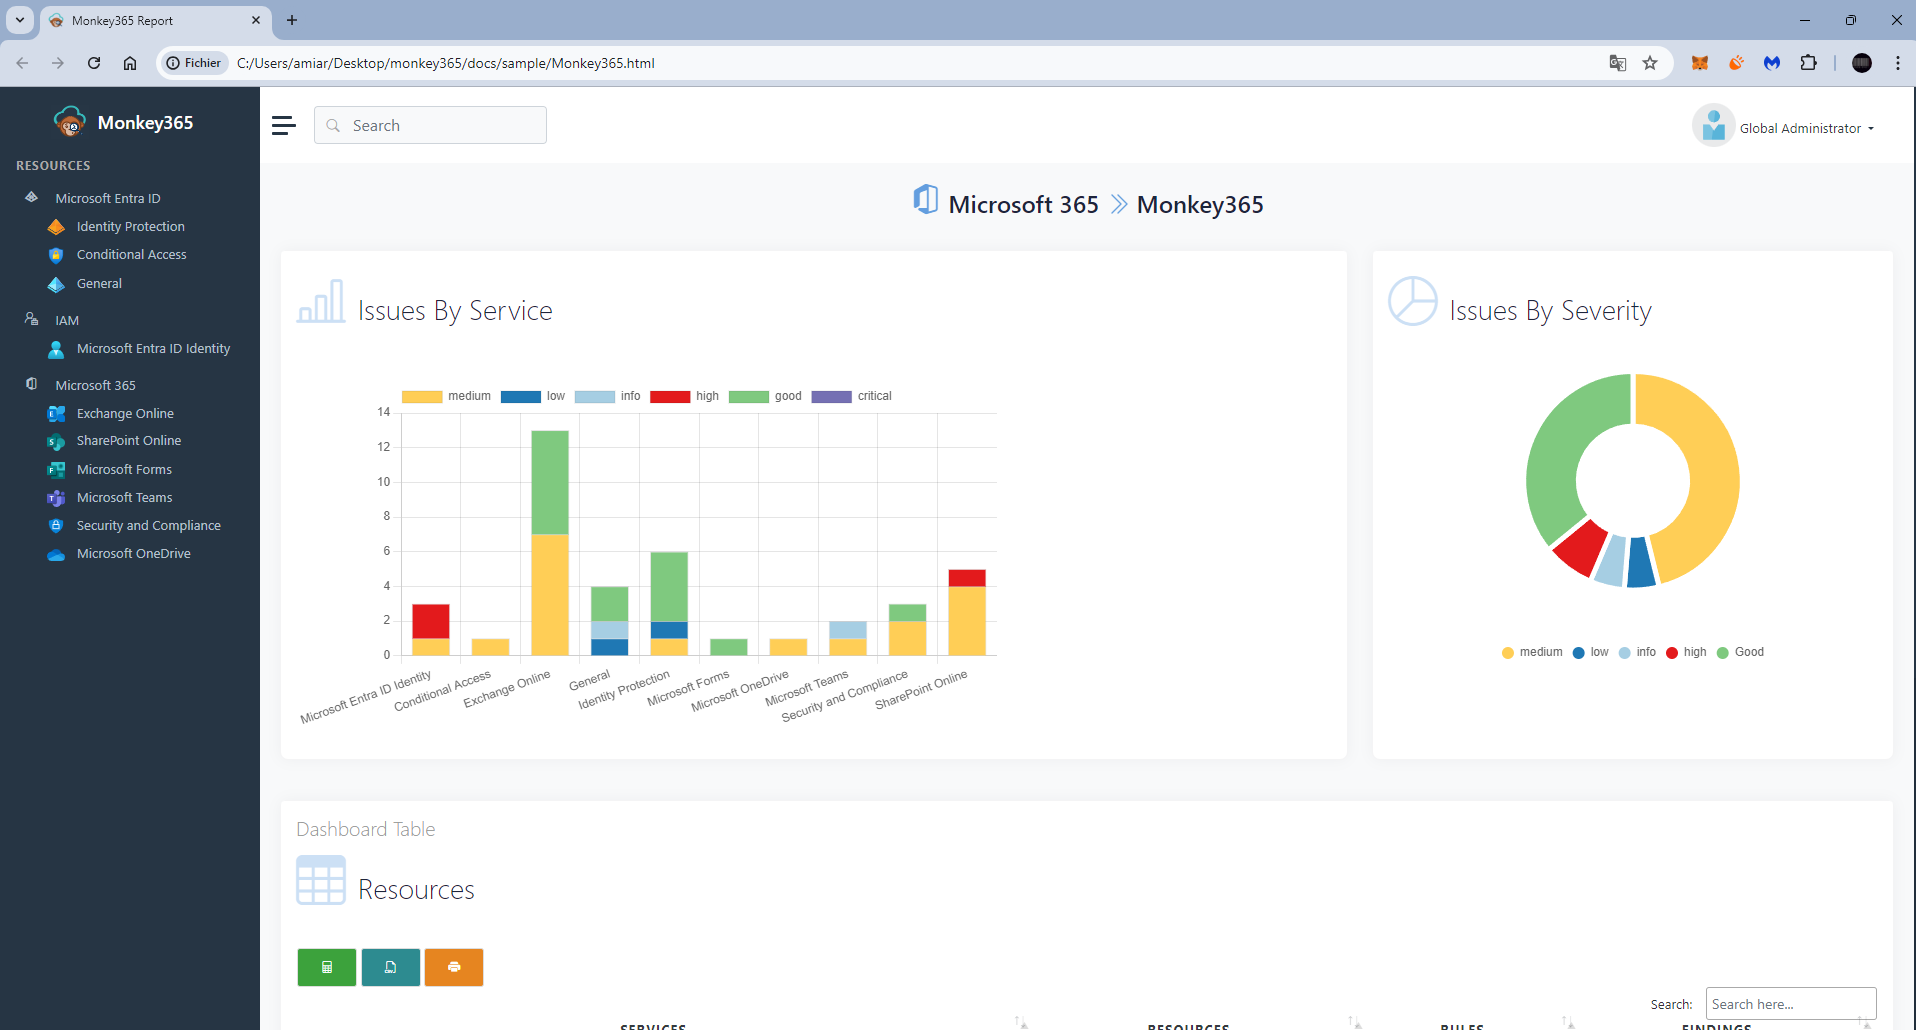 Monkey365 Report
Fichier
C:/Users/amiar/Desktop/monkey365/docs/sample/Monkey365.html
Monkey365
RESOURCES
Microsoft Entra ID
Identity Protection
Conditional Access
General
IAM
Microsoft Entra ID Identity
Microsoft 365
Exchange Online
SharePoint Online
Microsoft Forms
Microsoft Teams
Security and Compliance
Microsoft OneDrive
Search
Global Administrator
Microsoft 365 Monkey365
Issues By Service
medium low info high good critical
14
12
10
8
6
4
2
0
Microsoft Entra ID Identity
Conditional Access
Exchange Online
General
Identity Protection
Microsoft Forms
Microsoft OneDrive
Microsoft Teams
Security and Compliance
SharePoint Online
Issues By Severity
medium low info high Good
Dashboard Table
Resources
Search: Search here...
SERVICES RESOURCES RULES FINDINGS